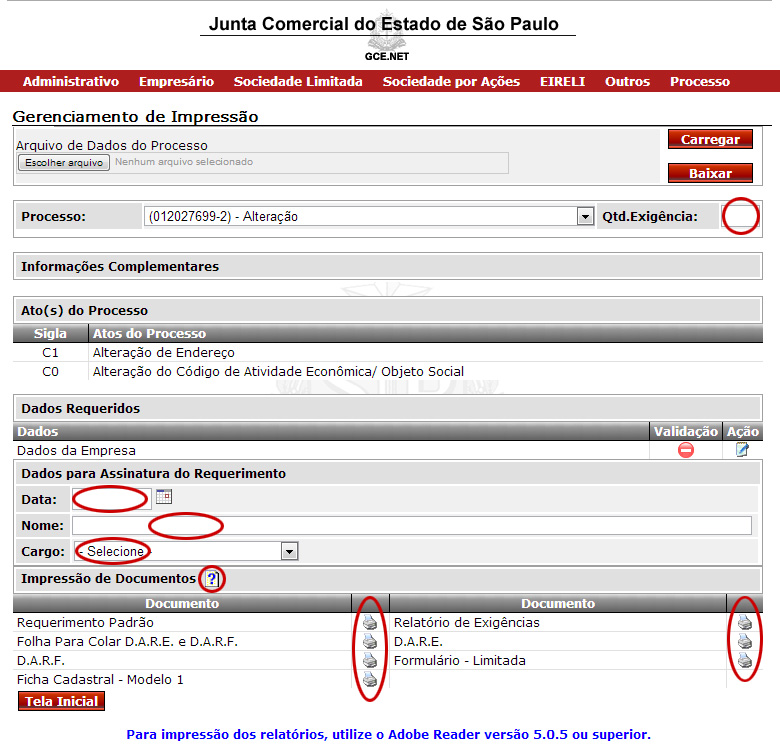 Junta Comercial do Estado de São Paulo
GCE.NET
Administrativo Empresário Sociedade Limitada Sociedade por Ações EIRELI Outros Processo
Gerenciamento de Impressão
Arquivo de Dados do Processo
Carregar
Escolher arquivo Nenhum arquivo selecionado
Baixar
Processo: (012027699-2) - Alteração Qtd.Exigência:
Informações Complementares
Ato(s) do Processo
Sigla Atos do Processo
C1 Alteração de Endereço
C0 Alteração do Código de Atividade Econômica/ Objeto Social
Dados Requeridos
Dados Validação Ação
Dados da Empresa
Dados para Assinatura do Requerimento
Data:
Nome:
Cargo: - Selecione -
Impressão de Documentos ?
Documento Documento
Requerimento Padrão Relatório de Exigências
Folha Para Colar D.A.R.E. e D.A.R.F. D.A.R.E.
D.A.R.F. Formulário - Limitada
Ficha Cadastral - Modelo 1
Tela Inicial
Para impressão dos relatórios, utilize o Adobe Reader versão 5.0.5 ou superior.